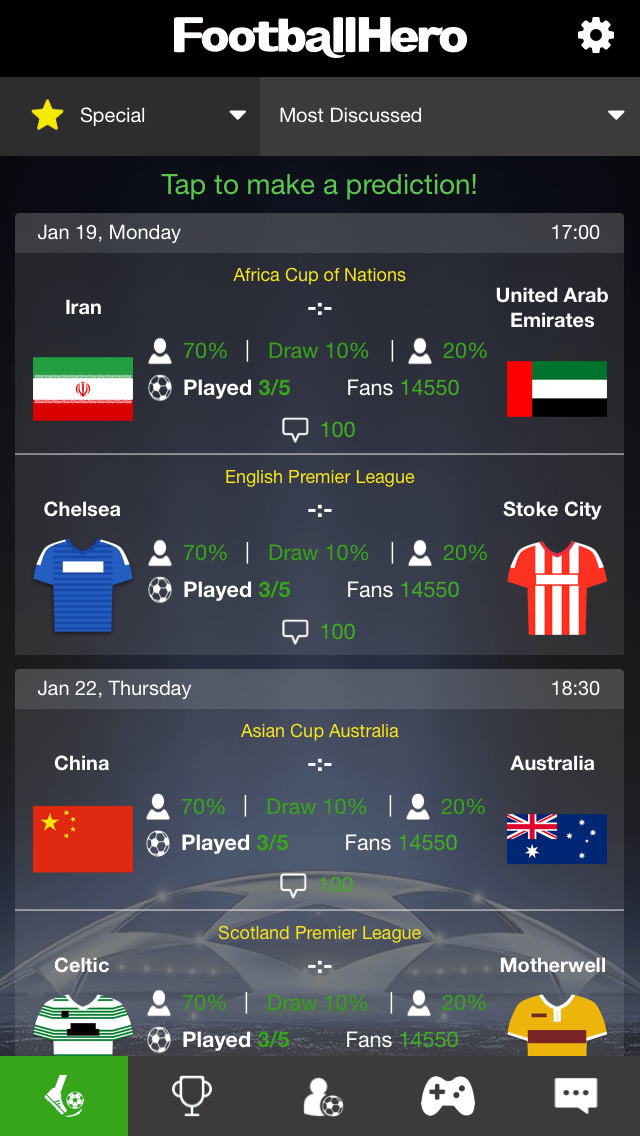 FootballHero
Special Most Discussed
Tap to make a prediction!
Jan 19, Monday 17:00
Africa Cup of Nations
Iran -:- United Arab Emirates
70% | Draw 10% | 20%
Played 3/5 Fans 14550
100
English Premier League
Chelsea -:- Stoke City
70% | Draw 10% | 20%
Played 3/5 Fans 14550
100
Jan 22, Thursday 18:30
Asian Cup Australia
China -:- Australia
70% | Draw 10% | 20%
Played 3/5 Fans 14550
100
Scotland Premier League
Celtic -:- Motherwell
70% | Draw 10% | 20%
Played 3/5 Fans 14550